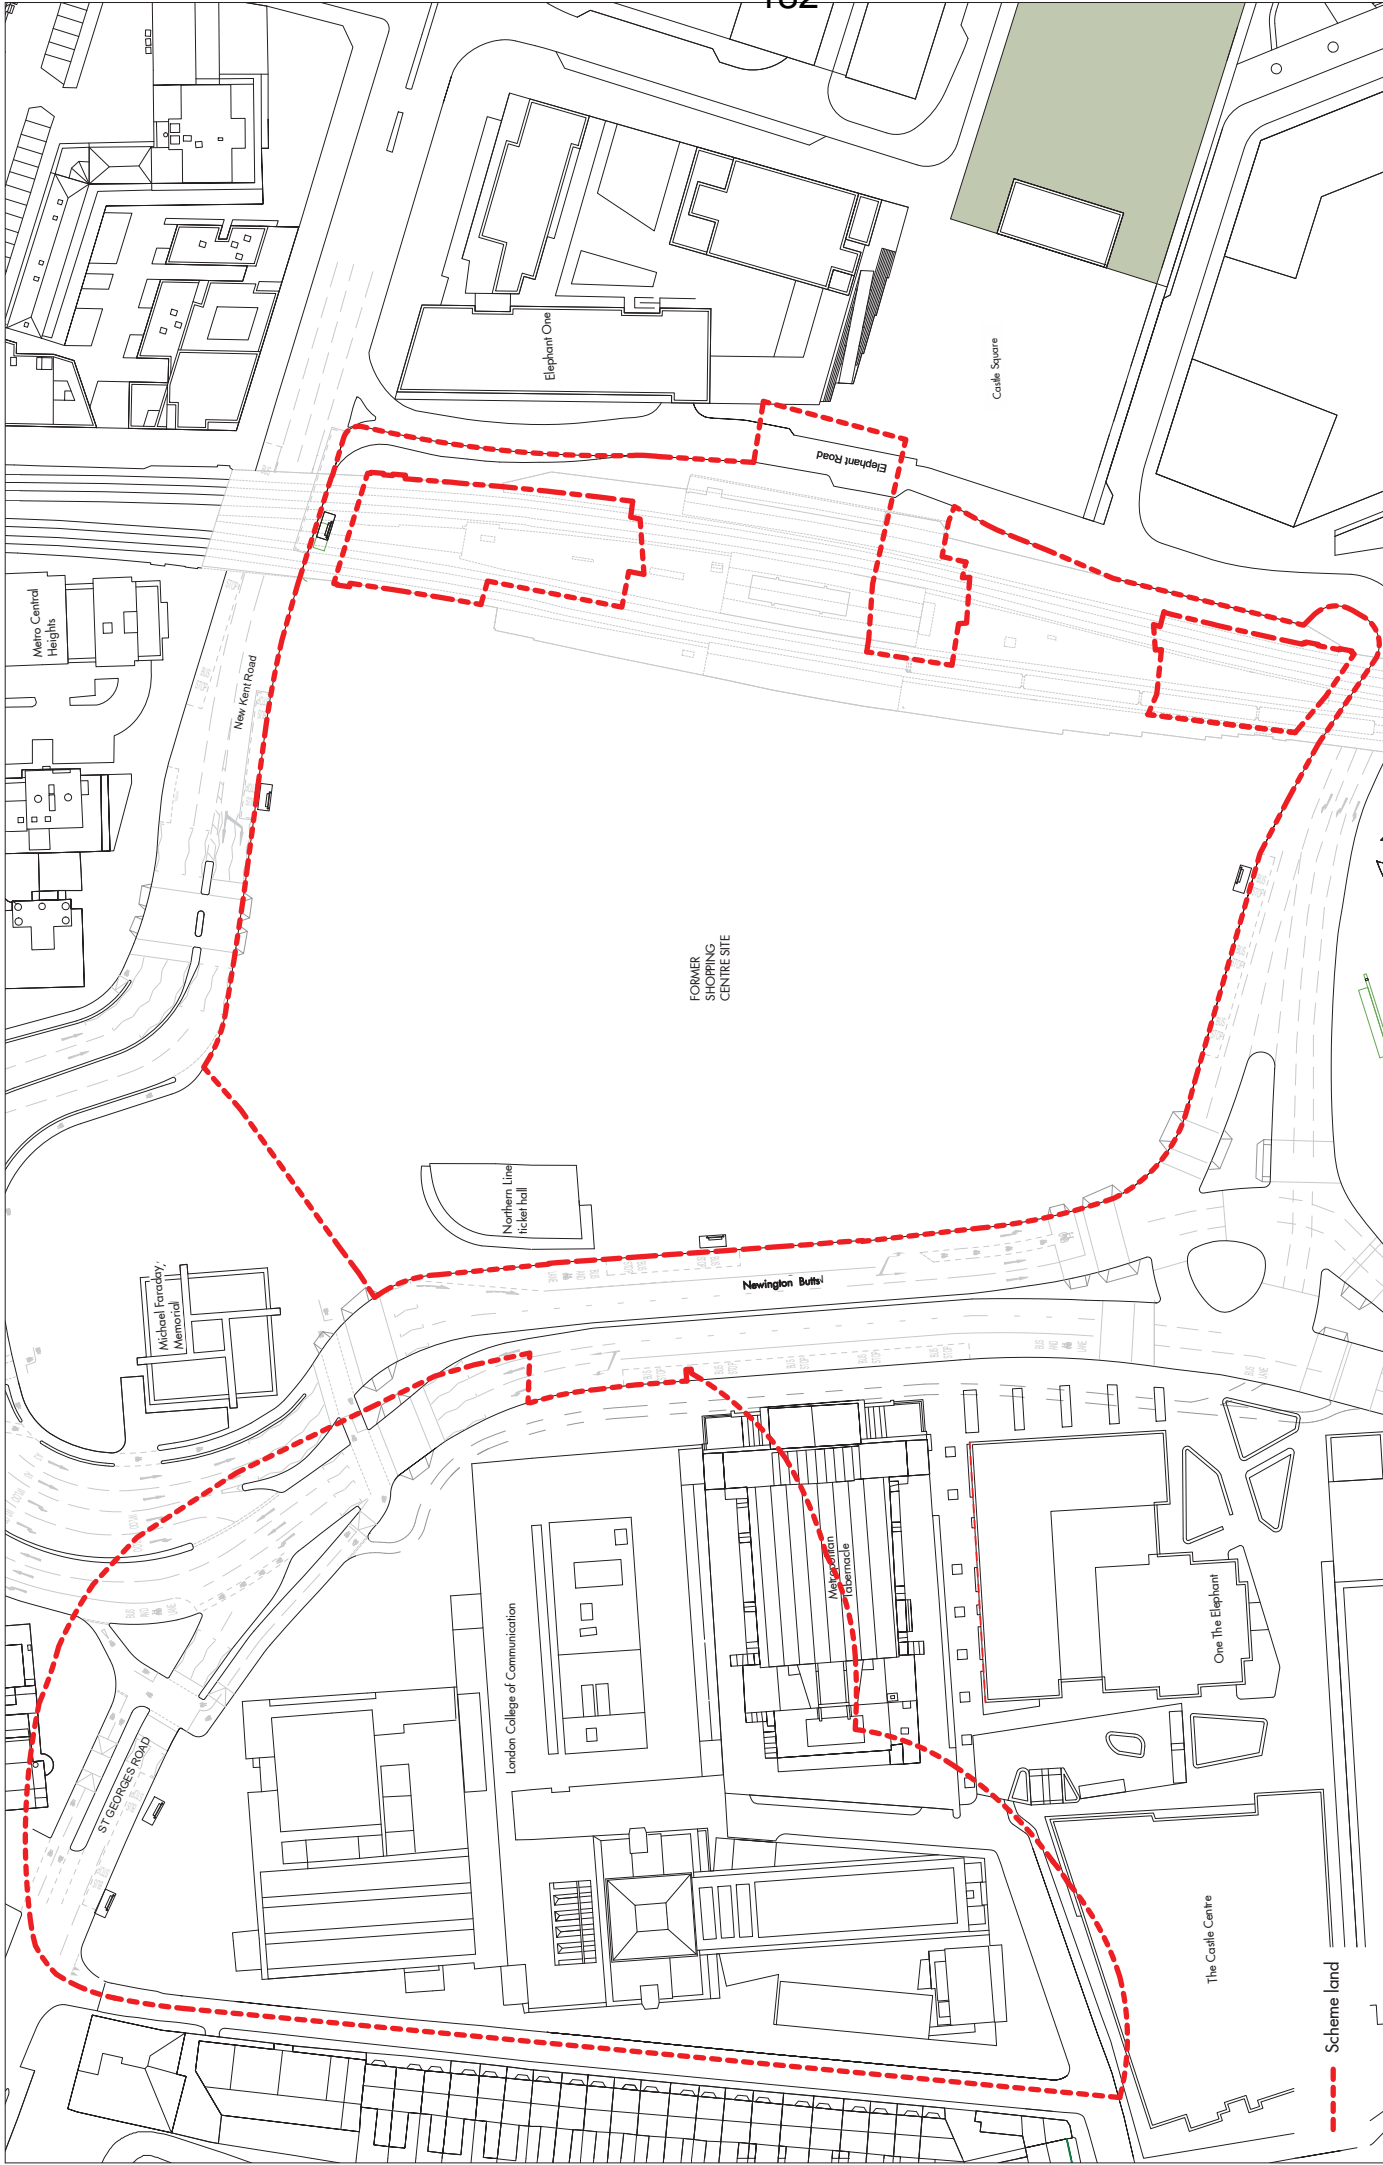 Metro Central
Heights
New Kent Road
Elephant One
Castle Square
Elephant Road
FORMER
SHOPPING
CENTRE SITE
Northern Line
ticket hall
Michael Faraday
Memorial
Newington Butts
ST GEORGES ROAD
London College of Communication
Metropolitan
Tabernacle
One The Elephant
The Castle Centre
Scheme land